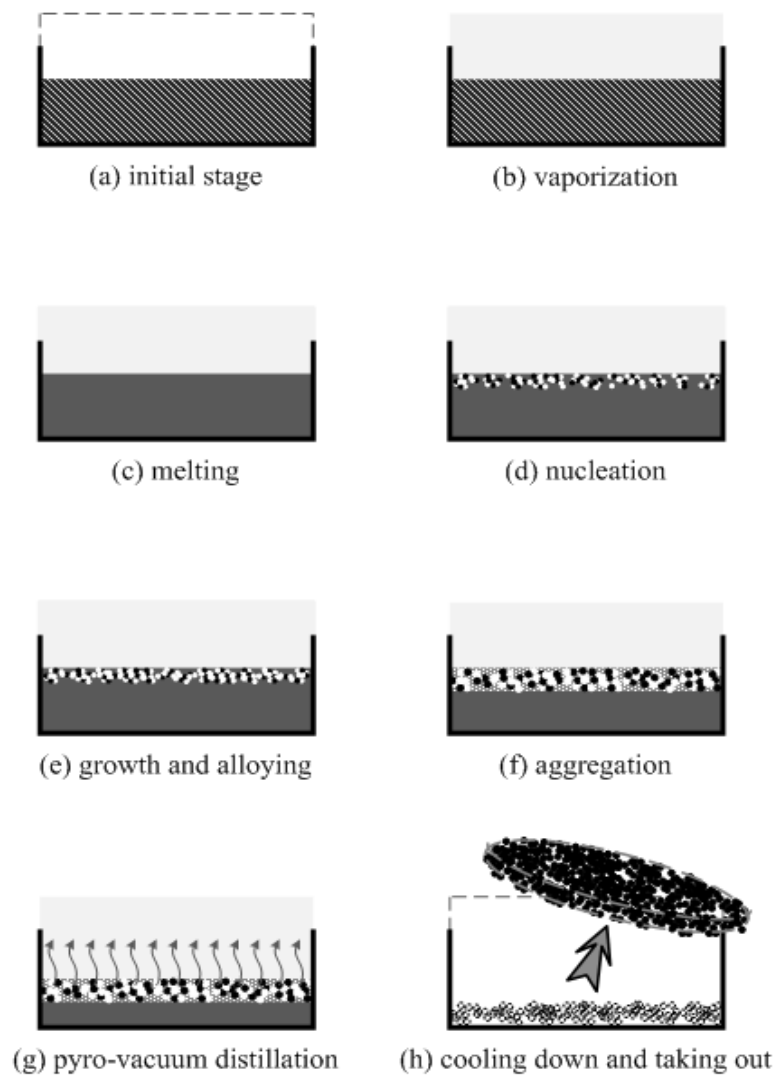 (a) initial stage
(b) vaporization
(c) melting
(d) nucleation
(e) growth and alloying
(f) aggregation
(g) pyro-vacuum distillation
(h) cooling down and taking out